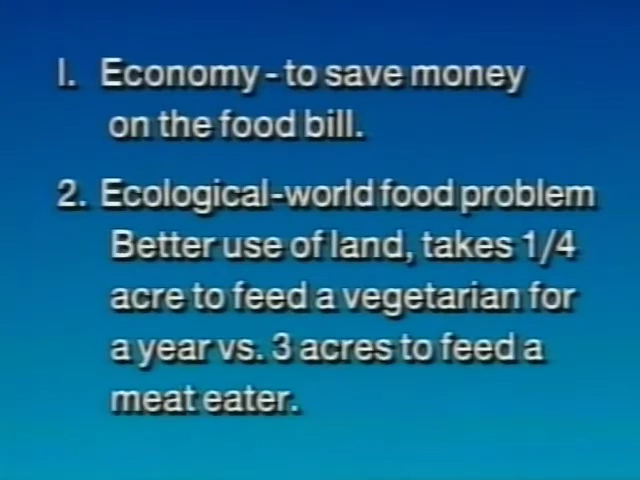 1. Economy - to save money
on the food bill.
2. Ecological-world food problem
Better use of land, takes 1/4
acre to feed a vegetarian for
a year vs. 3 acres to feed a
meat eater.